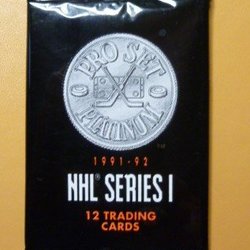 PRO SET
PLATINUM
1991-92
NHL® SERIES I
12 TRADING
CARDS